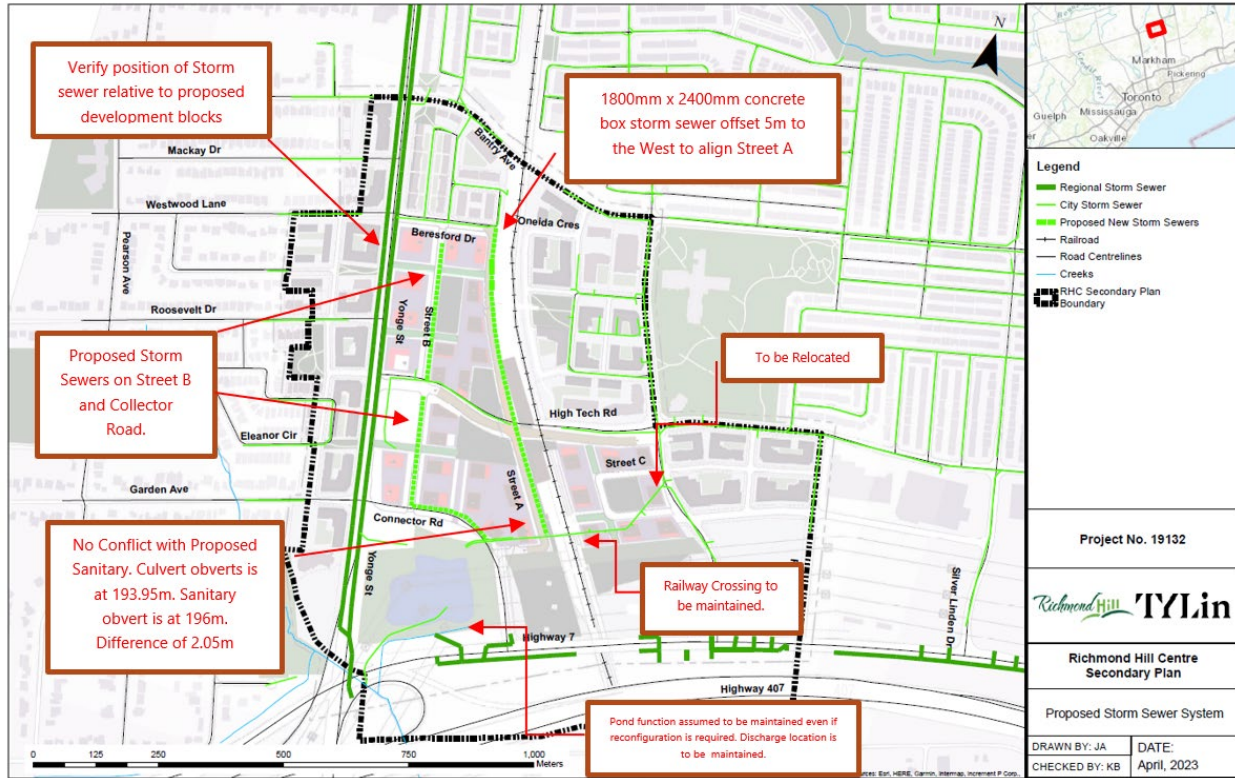 Verify position of Storm
sewer relative to proposed
development blocks
1800mm x 2400mm concrete
box storm sewer offset 5m to
the West to align Street A
N
Mackay Dr
Bantry Ave
Westwood Lane
Oneida Cres
Beresford Dr
Pearson Ave
Yonge St
Street B
Roosevelt Dr
Proposed Storm
Sewers on Street B
and Collector
Road.
To be Relocated
High Tech Rd
Eleanor Cir
Street C
Street A
Garden Ave
Connector Rd
No Conflict with Proposed
Sanitary. Culvert obverts is
at 193.95m. Sanitary
obvert is at 196m.
Difference of 2.05m
Yonge St
Railway Crossing to
be maintained.
Silver Linden Dr
Highway 7
Highway 407
Pond function assumed to be maintained even if
reconfiguration is required. Discharge location is
to be maintained.
0 125 250 500 750 1,000
Meters
Sources: Esri, HERE, Garmin, Intermap, increment P Corp.,
Markham
Pickering
Toronto
Mississauga
Guelph
Oakville
Legend
Regional Storm Sewer
City Storm Sewer
Proposed New Storm Sewers
Railroad
Road Centrelines
Creeks
RHC Secondary Plan
Boundary
Project No. 19132
Richmond Hill TYLin
Richmond Hill Centre
Secondary Plan
Proposed Storm Sewer System
DRAWN BY: JA
CHECKED BY: KB
DATE:
April, 2023